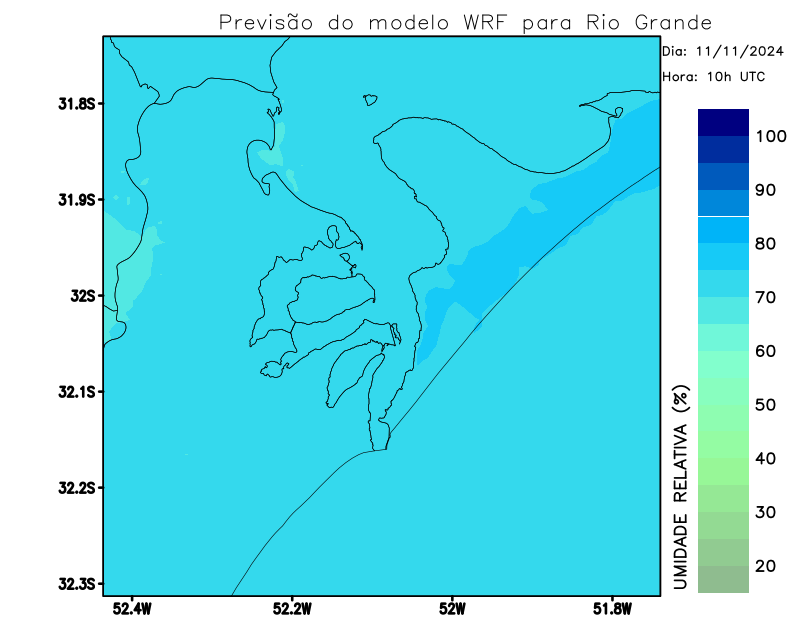 Previsão do modelo WRF para Rio Grande
Dia: 11/11/2024
Hora: 10h UTC
31.8S
31.9S
32S
32.1S
32.2S
32.3S
52.4W
52.2W
52W
51.8W
100
90
80
70
60
50
40
30
20
UMIDADE RELATIVA (%)